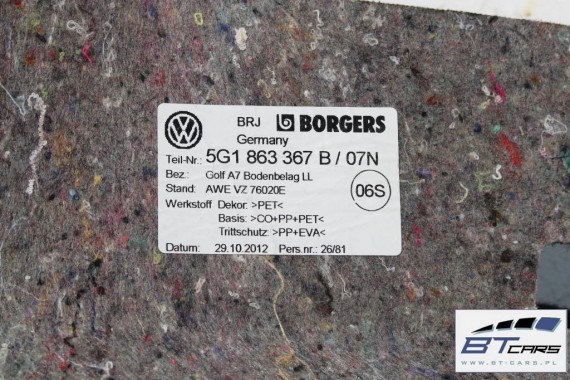 BRJ BORGERS
Germany
Teil-Nr.: 5G1 863 367 B / 07N
Bez.: Golf A7 Bodenbelag LL
Stand: AWE VZ 76020E
06S
Werkstoff Dekor: >PET<
Basis: >CO+PP+PET<
Trittschutz: >PP+EVA<
Datum: 29.10.2012 Pers.nr.: 26/81
BT CARS
WWW.BT-CARS.PL